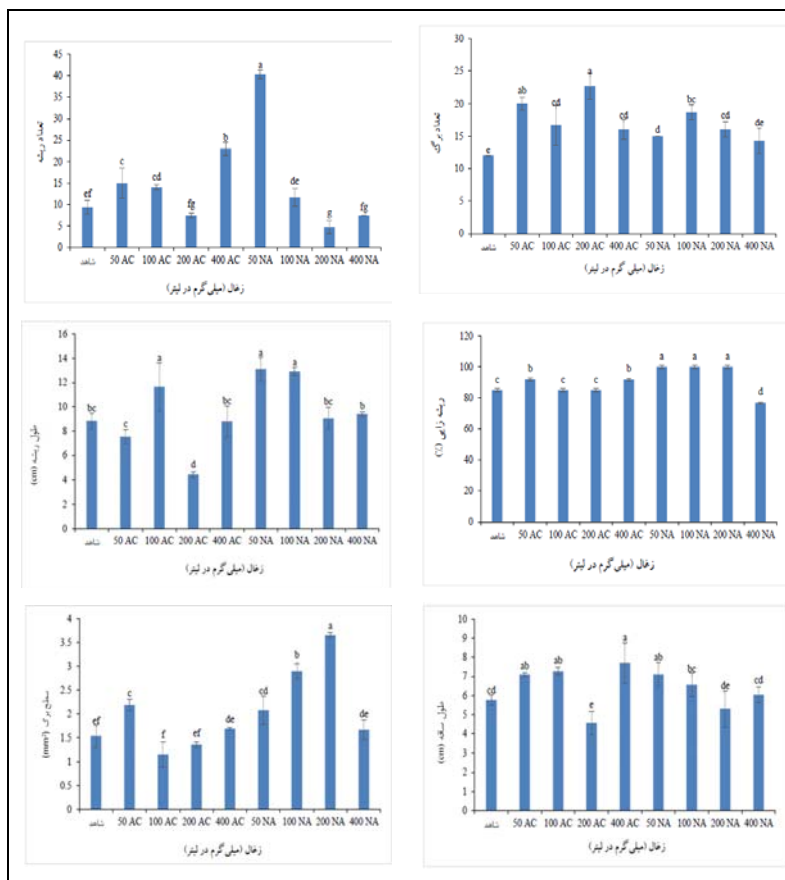 تعداد ریشه
45
40
35
30
25
20
15
10
5
0
ef
c
cd
fg
b
a
de
g
fg
شاهد 50 AC 100 AC 200 AC 400 AC 50 NA 100 NA 200 NA 400 NA
زغال (میلی‌گرم در لیتر)
تعداد برگ
30
25
20
15
10
5
0
e
ab
cd
a
cd
d
bc
cd
de
شاهد 50 AC 100 AC 200 AC 400 AC 50 NA 100 NA 200 NA 400 NA
زغال (میلی‌گرم در لیتر)
طول ریشه (cm)
16
14
12
10
8
6
4
2
0
bc
c
a
d
bc
a
a
bc
b
شاهد 50 AC 100 AC 200 AC 400 AC 50 NA 100 NA 200 NA 400 NA
زغال (میلی‌گرم در لیتر)
ریشه زایی (%)
120
100
80
60
40
20
0
c
b
c
c
b
a
a
a
d
شاهد 50 AC 100 AC 200 AC 400 AC 50 NA 100 NA 200 NA 400 NA
زغال (میلی‌گرم در لیتر)
سطح برگ (mm²)
4
3.5
3
2.5
2
1.5
1
0.5
0
ef
c
f
ef
de
cd
b
a
de
شاهد 50 AC 100 AC 200 AC 400 AC 50 NA 100 NA 200 NA 400 NA
زغال (میلی‌گرم در لیتر)
طول ساقه (cm)
10
9
8
7
6
5
4
3
2
1
0
cd
ab
ab
e
a
ab
bc
de
cd
شاهد 50 AC 100 AC 200 AC 400 AC 50 NA 100 NA 200 NA 400 NA
زغال (میلی‌گرم در لیتر)